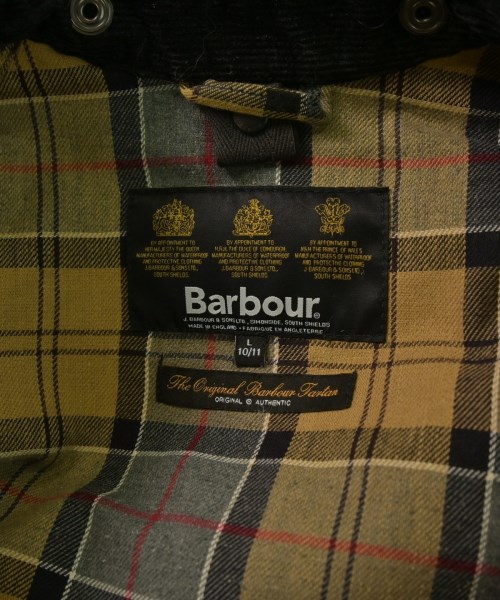 BY APPOINTMENT TO
HER MAJESTY THE QUEEN
MANUFACTURERS OF WATERPROOF
AND PROTECTIVE CLOTHING
J. BARBOUR & SONS LTD.,
SOUTH SHIELDS
BY APPOINTMENT TO
H.R.H. THE DUKE OF EDINBURGH
MANUFACTURERS OF WATERPROOF
AND PROTECTIVE CLOTHING
J. BARBOUR & SONS LTD.,
SOUTH SHIELDS
BY APPOINTMENT TO
H.R.H. THE PRINCE OF WALES
MANUFACTURERS OF WATERPROOF
AND PROTECTIVE CLOTHING
J. BARBOUR & SONS LTD.,
SOUTH SHIELDS
Barbour®
J. BARBOUR & SONS LTD., SIMONSIDE, SOUTH SHIELDS
MADE IN ENGLAND • FABRIQUE EN ANGLETERRE
L
10/11
The Original Barbour Tartan
ORIGINAL © AUTHENTIC